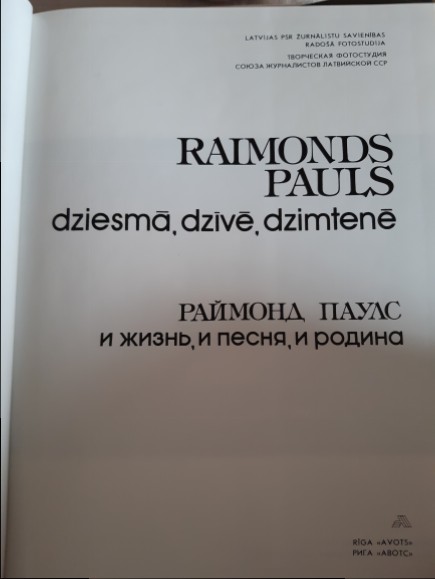 LATVIJAS PSR ŽURNĀLISTU SAVIENĪBAS
RADOŠĀ FOTOSTUDIJA
ТВОРЧЕСКАЯ ФОТОСТУДИЯ
СОЮЗА ЖУРНАЛИСТОВ ЛАТВИЙСКОЙ ССР
RAIMONDS
PAULS
dziesmā, dzīvē, dzimtenē
РАЙМОНД ПАУЛС
и жизнь, и песня, и родина
RĪGA «AVOTS»
РИГА «АВОТС»